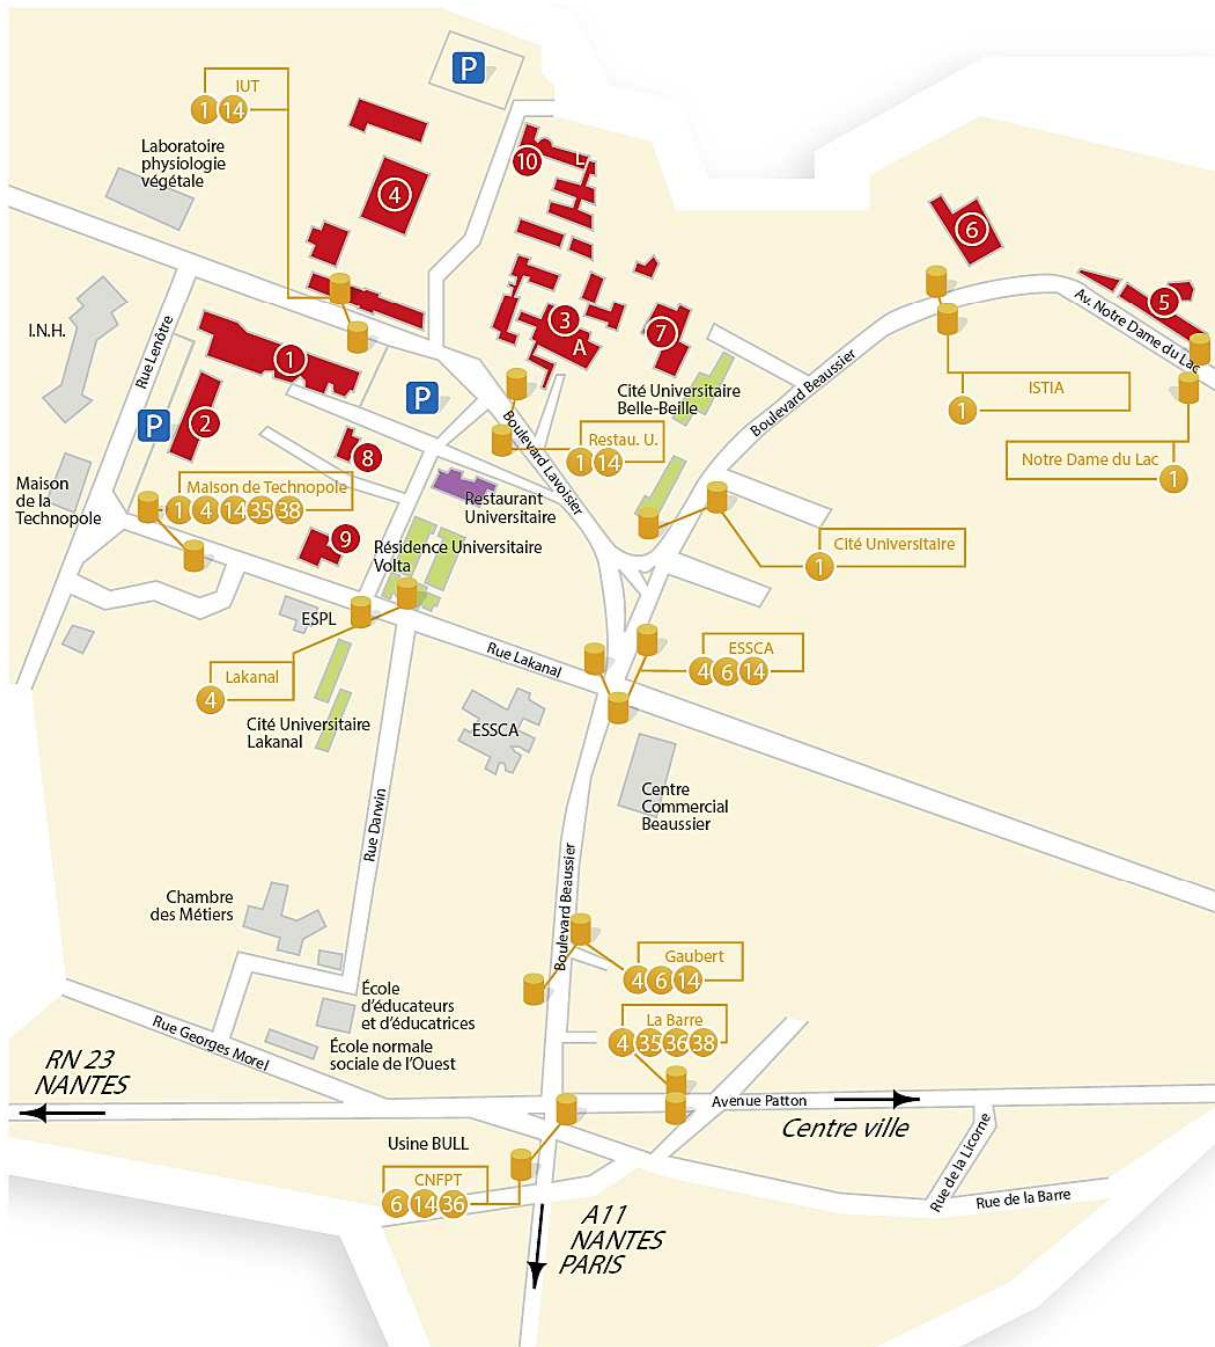 P
IUT
1 14
Laboratoire
physiologie
végétale
10
L
4
6
5
Av. Notre Dame du Lac
I.N.H.
Rue Lenôtre
3
A
7
1
P
2
P
8
Cité Universitaire
Belle-Beille
Boulevard Beaussier
ISTIA
1
Boulevard Lavoisier
Restau. U.
1 14
Notre Dame du Lac
1
Maison
de la
Technopole
Maison de Technopole
1 4 14 35 38
Restaurant
Universitaire
9
Résidence Universitaire
Volta
Cité Universitaire
1
ESPL
Lakanal
4
Rue Lakanal
ESSCA
4 6 14
Cité Universitaire
Lakanal
ESSCA
Centre
Commercial
Beaussier
Rue Darwin
Boulevard Beaussier
Chambre
des Métiers
Gaubert
4 6 14
École
d'éducateurs
et d'éducatrices
La Barre
4 35 36 38
Rue Georges Morel
École normale
sociale de l'Ouest
RN 23
NANTES
Avenue Patton
Centre ville
Usine BULL
CNFPT
6 14 36
Rue de la Licorne
Rue de la Barre
A11
NANTES
PARIS